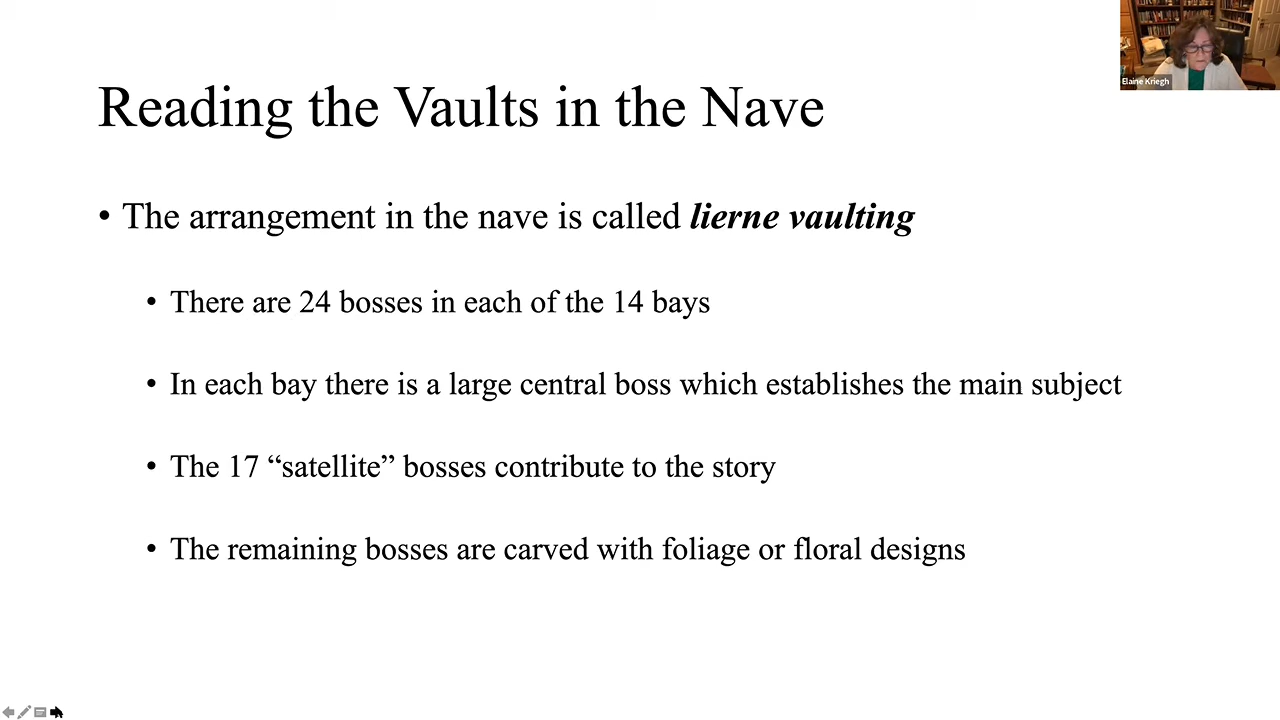 Elaine Kriegh
Reading the Vaults in the Nave
• The arrangement in the nave is called lierne vaulting
• There are 24 bosses in each of the 14 bays
• In each bay there is a large central boss which establishes the main subject
• The 17 “satellite” bosses contribute to the story
• The remaining bosses are carved with foliage or floral designs